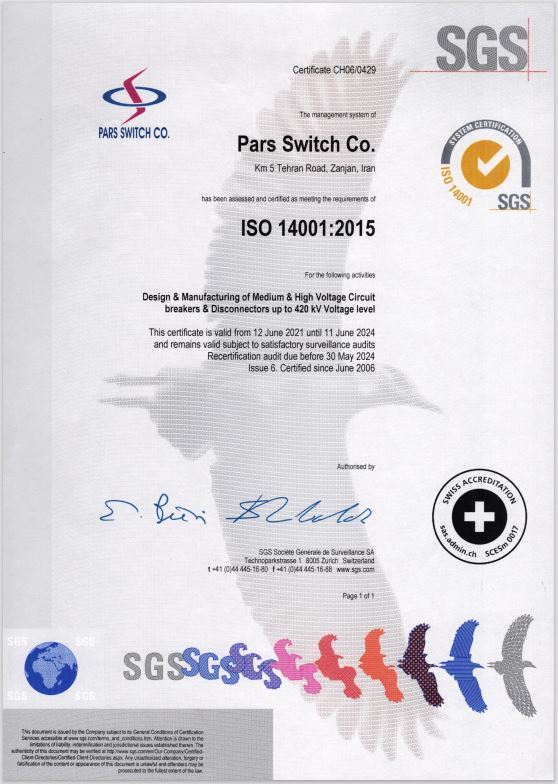 SGS
Certificate CH06/0429
PARS SWITCH CO.
The management system of
Pars Switch Co.
Km 5 Tehran Road, Zanjan, Iran
SYSTEM CERTIFICATION
ISO 14001
SGS
has been assessed and certified as meeting the requirements of
ISO 14001:2015
For the following activities
Design & Manufacturing of Medium & High Voltage Circuit
breakers & Disconnectors up to 420 kV Voltage level
This certificate is valid from 12 June 2021 until 11 June 2024
and remains valid subject to satisfactory surveillance audits
Recertification audit due before 30 May 2024
Issue 6. Certified since June 2006
Authorised by
SWISS ACCREDITATION
sas.admin.ch SCESm 0017
SGS Société Générale de Surveillance SA
Technoparkstrasse 1 8005 Zurich Switzerland
t +41 (0)44 445-16-80 f +41 (0)44 445-16-88 www.sgs.com
Page 1 of 1
SGS SGS
SGS SGS SGS
SGS SGS
This document is issued by the Company subject to its General Conditions of Certification
Services accessible at www.sgs.com/terms_and_conditions.htm. Attention is drawn to the
limitations of liability, indemnification and jurisdictional issues established therein. The
authenticity of this document may be verified at http://www.sgs.com/en/Our-Company/Certified-
Client-Directories/Certified-Client-Directories.aspx. Any unauthorized alteration, forgery or
falsification of the content or appearance of this document is unlawful and offenders may be
prosecuted to the fullest extent of the law.